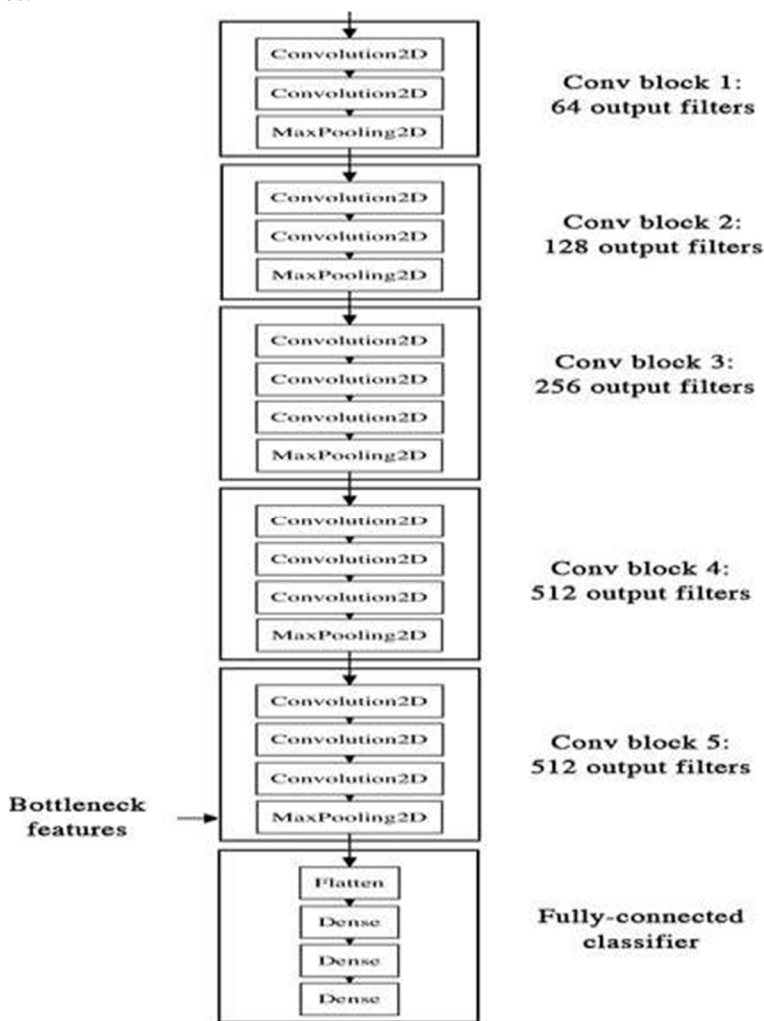 Convolution2D
Convolution2D
MaxPooling2D
Conv block 1:
64 output filters
Convolution2D
Convolution2D
MaxPooling2D
Conv block 2:
128 output filters
Convolution2D
Convolution2D
Convolution2D
MaxPooling2D
Conv block 3:
256 output filters
Convolution2D
Convolution2D
Convolution2D
MaxPooling2D
Conv block 4:
512 output filters
Convolution2D
Convolution2D
Convolution2D
MaxPooling2D
Conv block 5:
512 output filters
Bottleneck
features
Flatten
Dense
Dense
Dense
Fully-connected
classifier